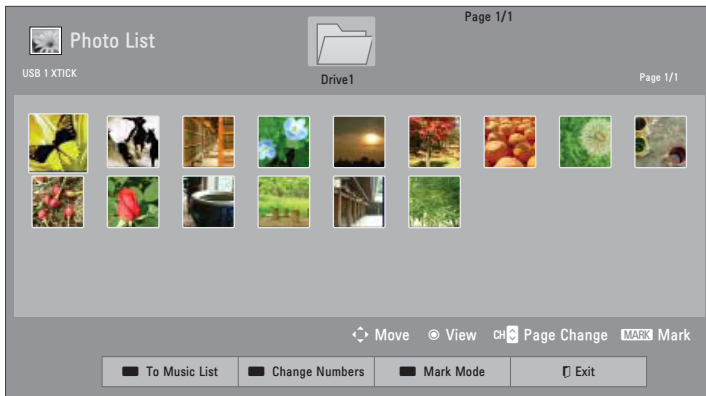 Page 1/1
Photo List
USB 1 XTICK
Drive1
Page 1/1
Move View CH Page Change MARK Mark
To Music List Change Numbers Mark Mode Exit